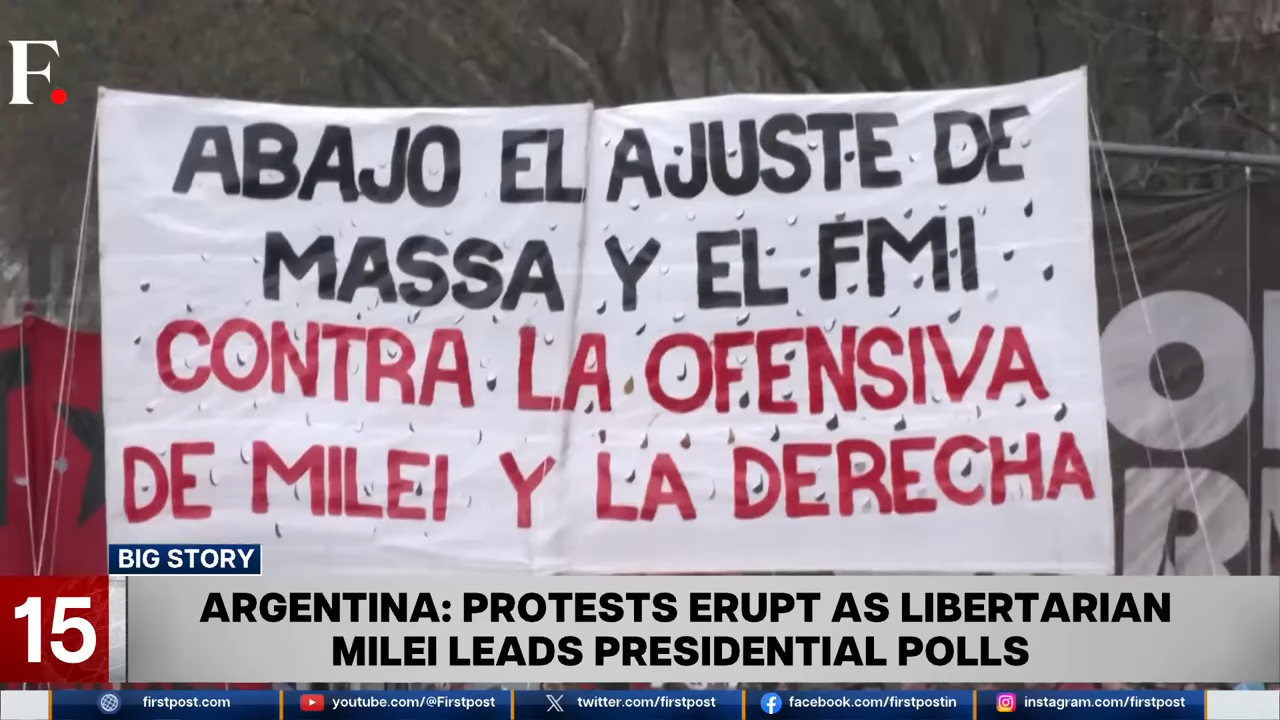 F.
ABAJO EL AJUSTE DE
MASSA Y EL FMI
CONTRA LA OFENSIVA
DE MILEI Y LA DERECHA
BIG STORY
15
ARGENTINA: PROTESTS ERUPT AS LIBERTARIAN
MILEI LEADS PRESIDENTIAL POLLS
firstpost.com
youtube.com/@Firstpost
twitter.com/firstpost
facebook.com/firstpostin
instagram.com/firstpost